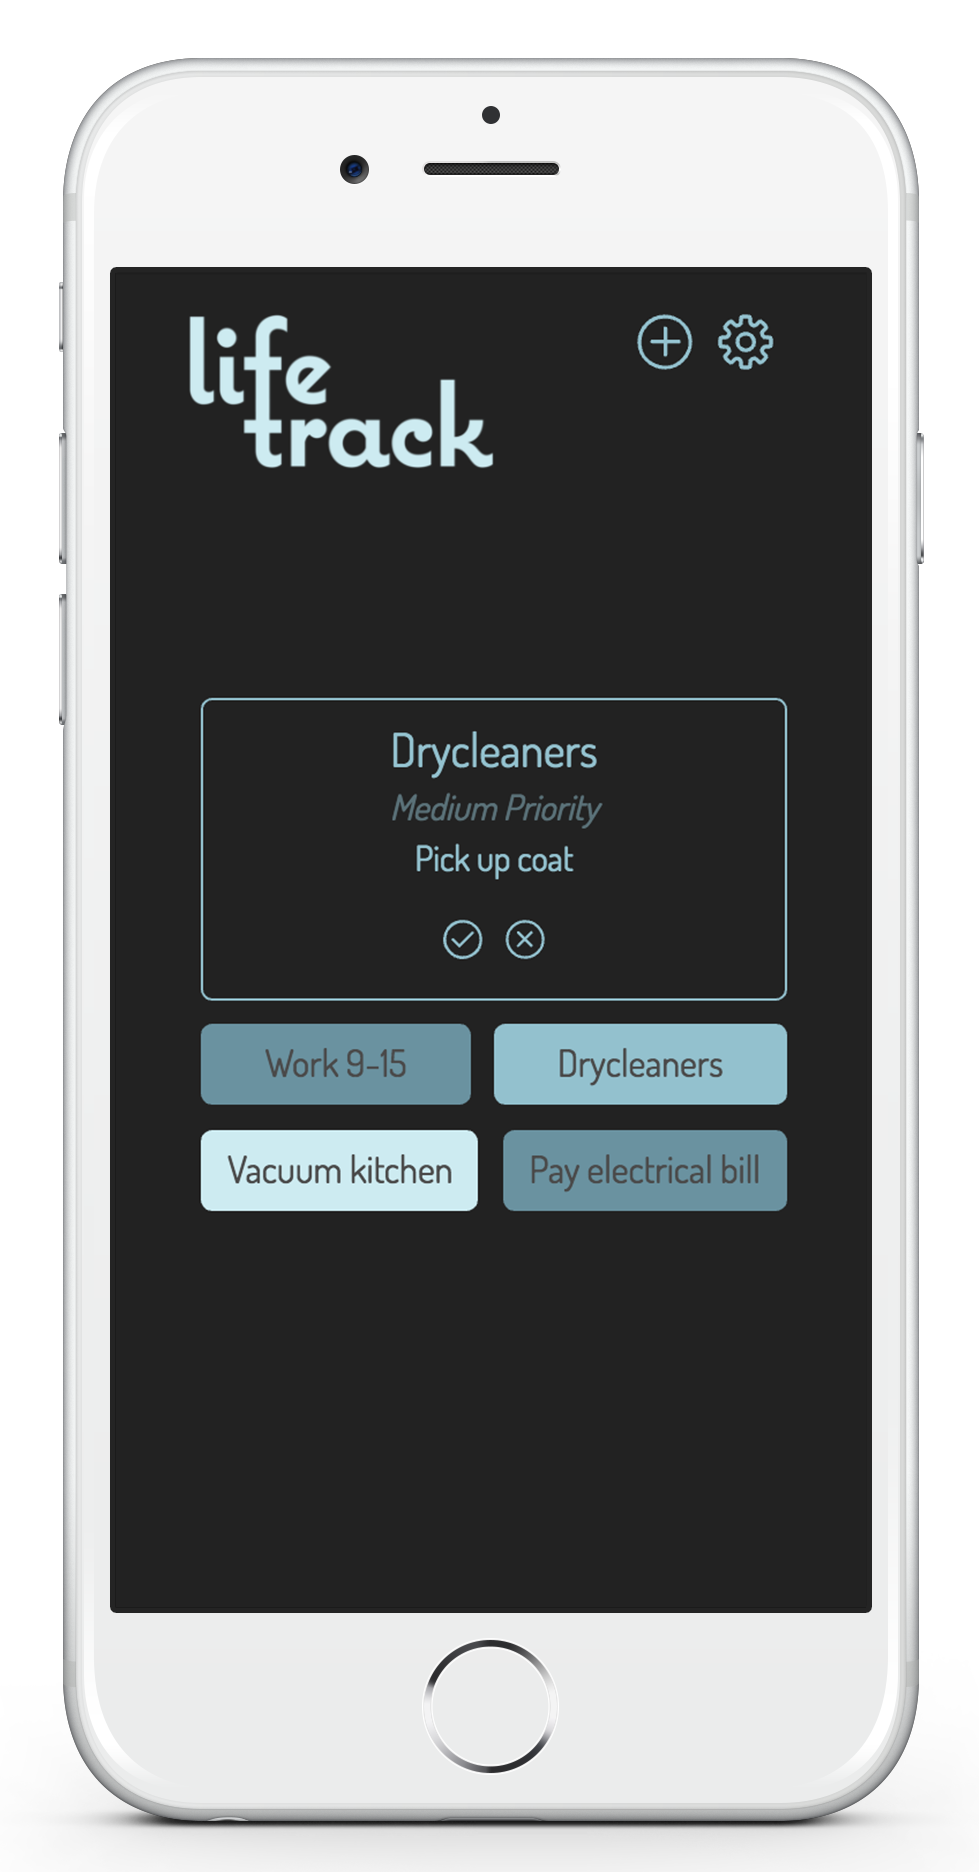 life
track
Drycleaners
Medium Priority
Pick up coat
Work 9-15
Drycleaners
Vacuum kitchen
Pay electrical bill